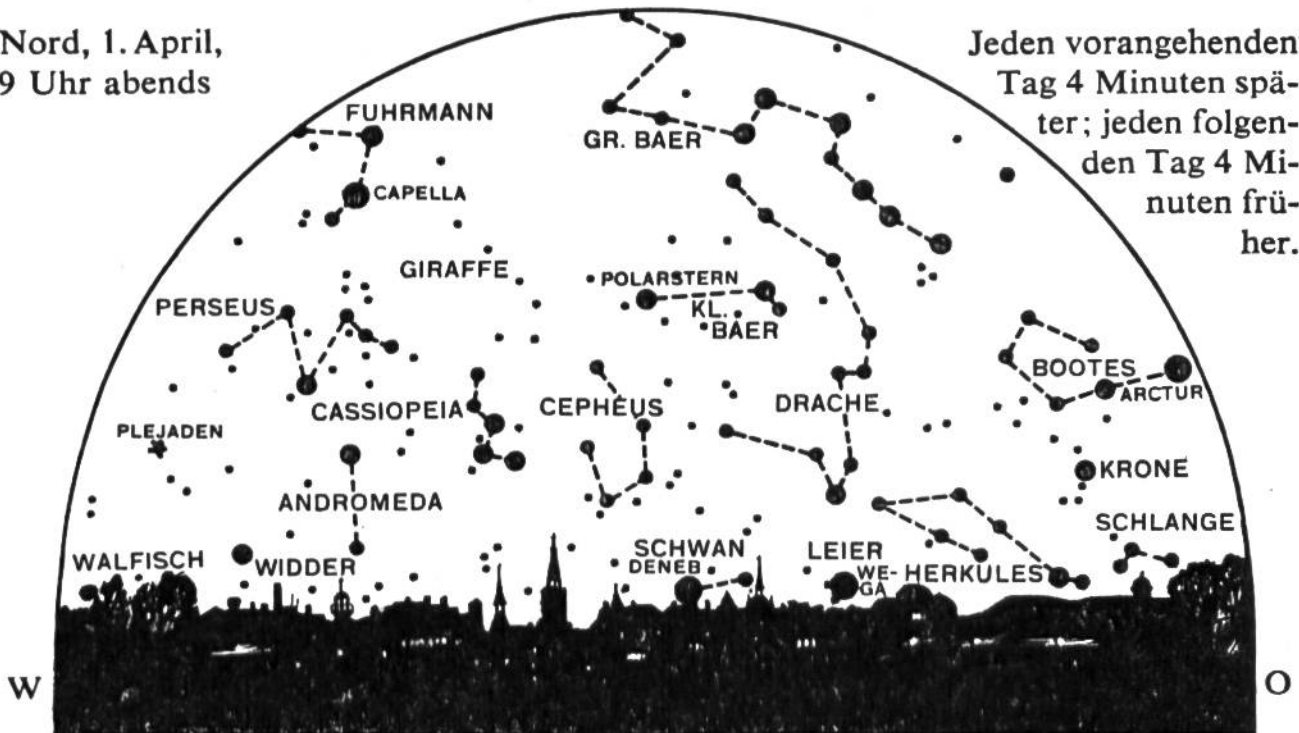 Nord, 1. April,
9 Uhr abends
Jeden vorangehenden
Tag 4 Minuten spä-
ter; jeden folgen-
den Tag 4 Mi-
nuten frü-
her.
FUHRMANN
GR. BAER
CAPELLA
GIRAFFE
POLARSTERN
PERSEUS
KL.
BAER
BOOTES
ARCTUR
CASSIOPEIA
CEPHEUS
DRACHE
PLEJADEN
KRONE
ANDROMEDA
SCHLANGE
WALFISCH
WIDDER
SCHWAN
DENEB
LEIER
WE-
GA
HERKULES
W
O